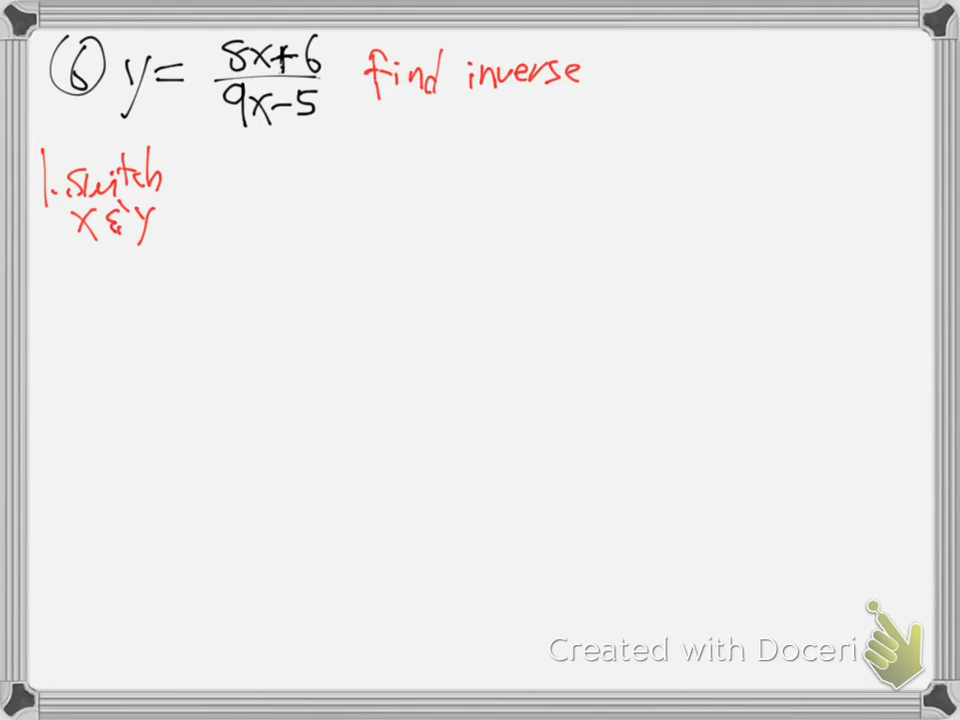 ⑥ y = 8x+6 / 9x-5 find inverse
1. switch
x & y
Created with Doceri